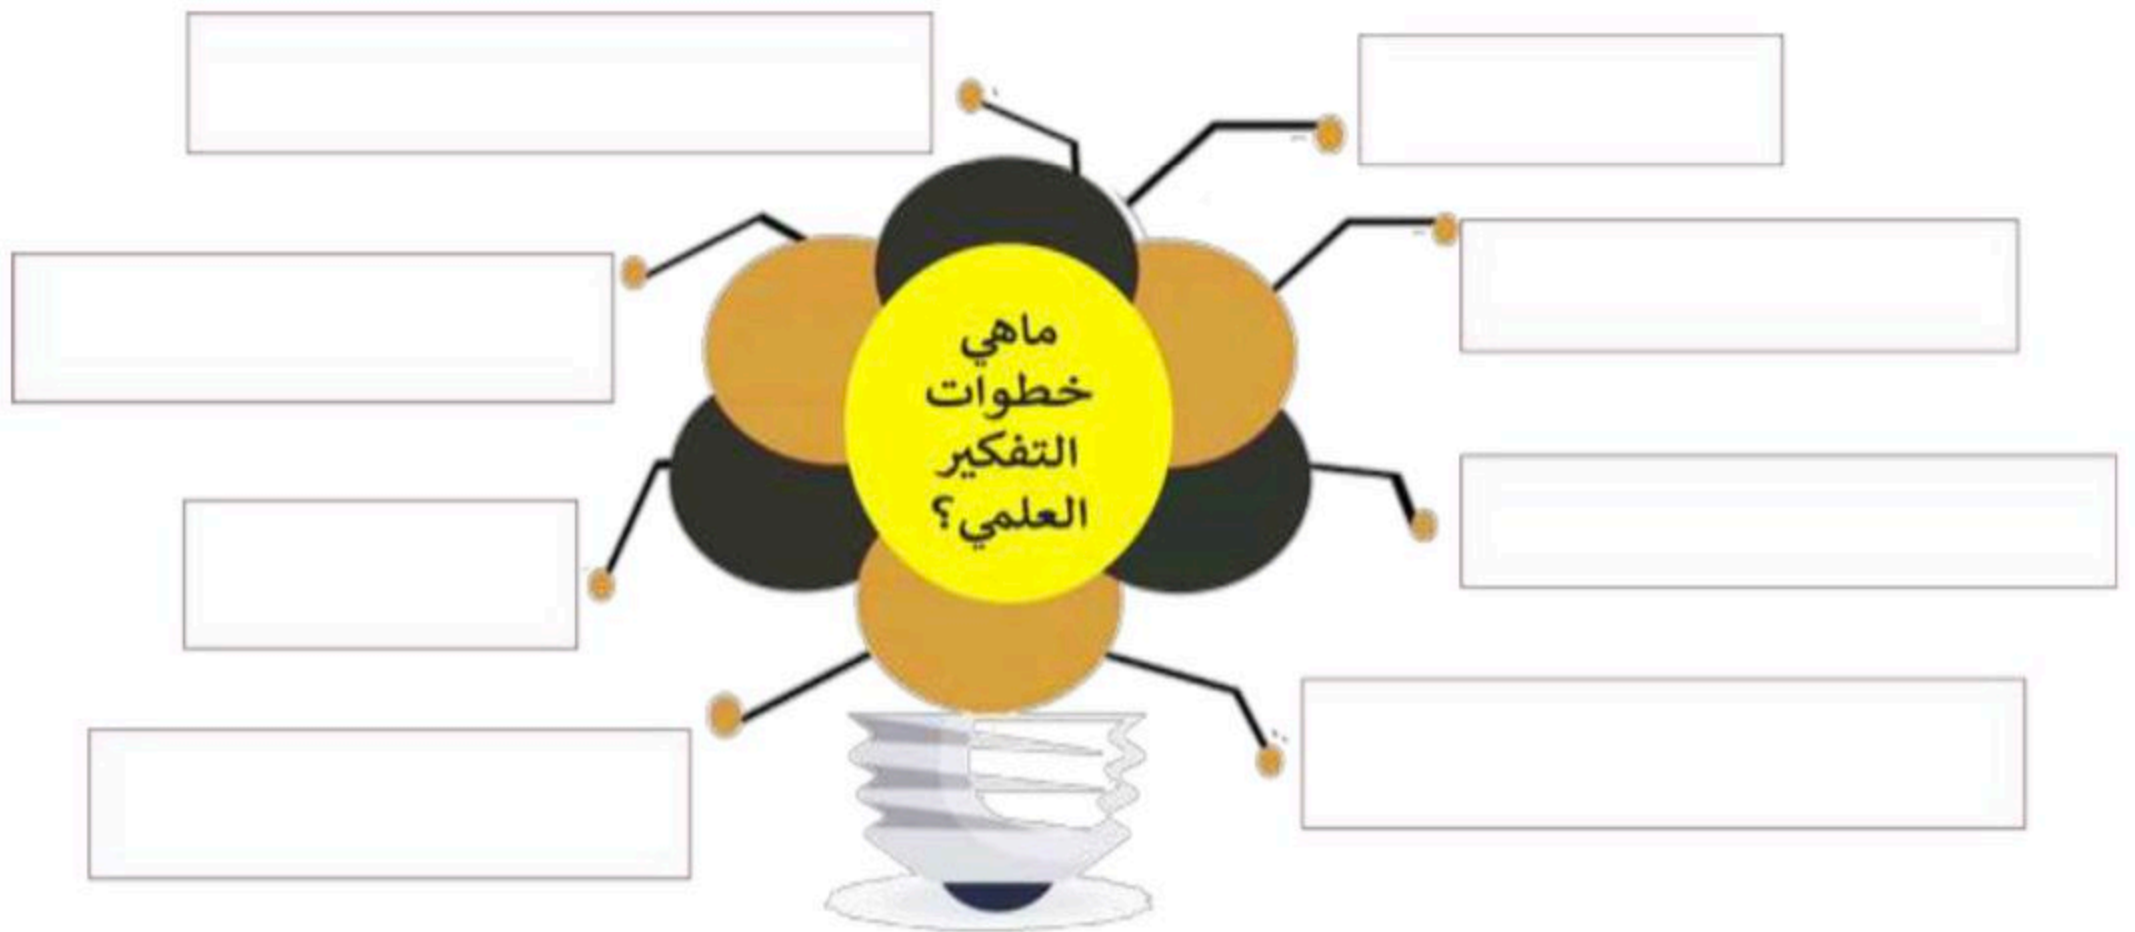 ماهي
خطوات
التفكير
العلمي؟